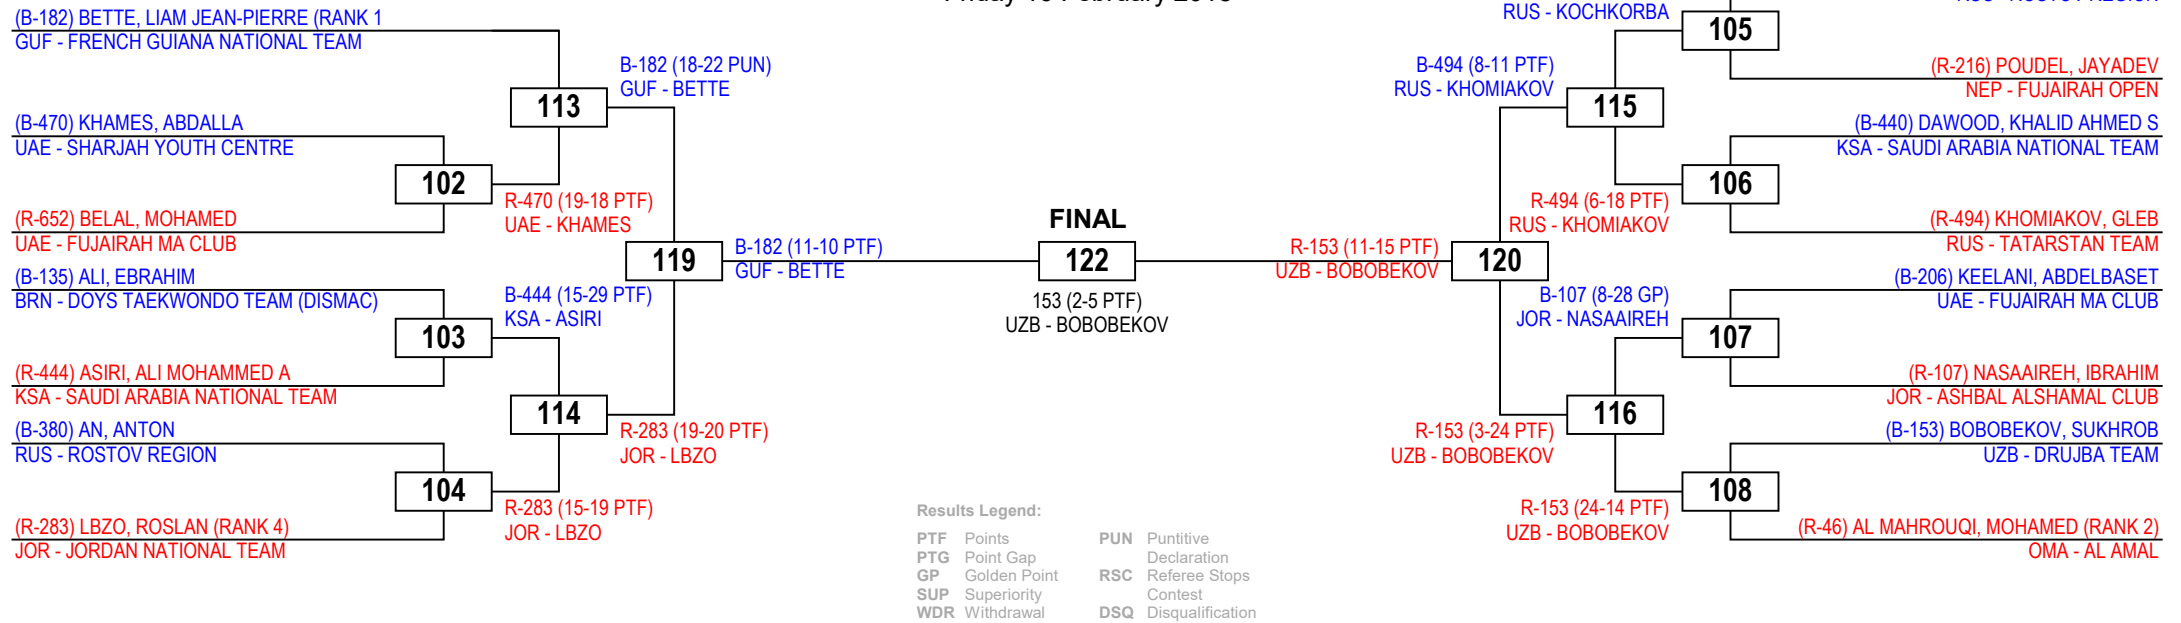 (B-182) BETTE, LIAM JEAN-PIERRE (RANK 1
GUF - FRENCH GUIANA NATIONAL TEAM
B-182 (18-22 PUN)
GUF - BETTE
113
(B-470) KHAMES, ABDALLA
UAE - SHARJAH YOUTH CENTRE
102
R-470 (19-18 PTF)
UAE - KHAMES
(R-652) BELAL, MOHAMED
UAE - FUJAIRAH MA CLUB
119
B-182 (11-10 PTF)
GUF - BETTE
(B-135) ALI, EBRAHIM
BRN - DOYS TAEKWONDO TEAM (DISMAC)
B-444 (15-29 PTF)
KSA - ASIRI
103
(R-444) ASIRI, ALI MOHAMMED A
KSA - SAUDI ARABIA NATIONAL TEAM
114
(B-380) AN, ANTON
RUS - ROSTOV REGION
R-283 (19-20 PTF)
JOR - LBZO
104
R-283 (15-19 PTF)
JOR - LBZO
(R-283) LBZO, ROSLAN (RANK 4)
JOR - JORDAN NATIONAL TEAM
FINAL
122
153 (2-5 PTF)
UZB - BOBOBEKOV
RUS - KOCHKORBA
105
B-494 (8-11 PTF)
RUS - KHOMIAKOV
(R-216) POUDEL, JAYADEV
NEP - FUJAIRAH OPEN
115
(B-440) DAWOOD, KHALID AHMED S
KSA - SAUDI ARABIA NATIONAL TEAM
106
R-494 (6-18 PTF)
RUS - KHOMIAKOV
(R-494) KHOMIAKOV, GLEB
RUS - TATARSTAN TEAM
R-153 (11-15 PTF)
UZB - BOBOBEKOV
120
(B-206) KEELANI, ABDELBASET
UAE - FUJAIRAH MA CLUB
B-107 (8-28 GP)
JOR - NASAAIREH
107
(R-107) NASAAIREH, IBRAHIM
JOR - ASHBAL ALSHAMAL CLUB
116
R-153 (3-24 PTF)
UZB - BOBOBEKOV
(B-153) BOBOBEKOV, SUKHROB
UZB - DRUJBA TEAM
108
R-153 (24-14 PTF)
UZB - BOBOBEKOV
(R-46) AL MAHROUQI, MOHAMED (RANK 2)
OMA - AL AMAL
Results Legend:
PTF Points
PTG Point Gap
GP Golden Point
SUP Superiority
WDR Withdrawal
PUN Puntitive
Declaration
RSC Referee Stops
Contest
DSQ Disqualification